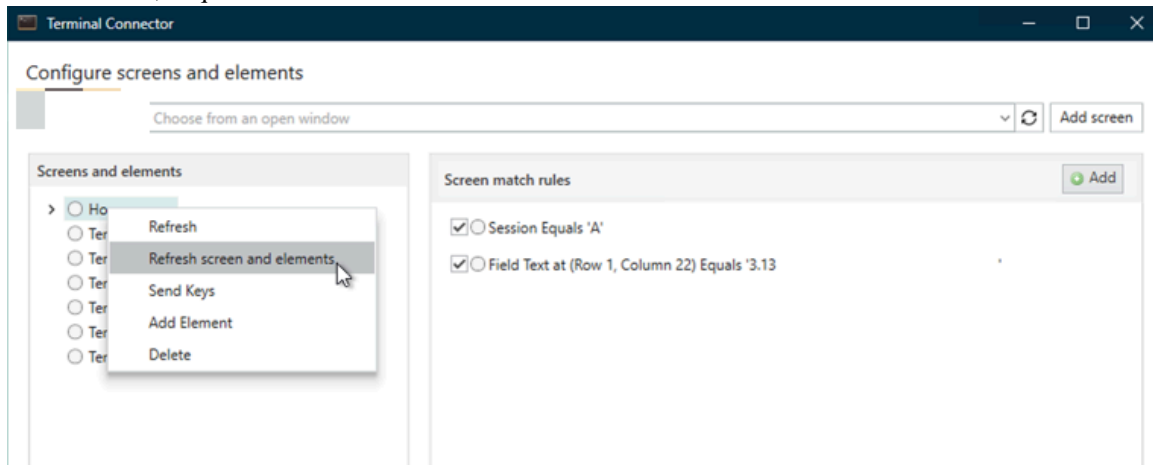 Terminal Connector
Configure screens and elements
Choose from an open window
Add screen
Screens and elements
Screen match rules
Add
Ho
Ter
Ter
Ter
Ter
Ter
Ter
Refresh
Refresh screen and elements
Send Keys
Add Element
Delete
Session Equals 'A'
Field Text at (Row 1, Column 22) Equals '3.13 '